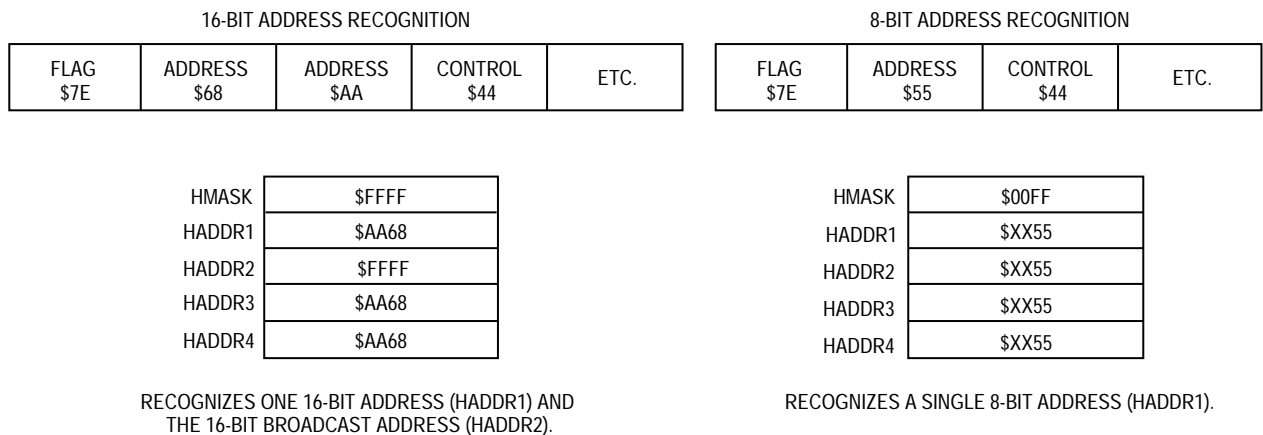 16-BIT ADDRESS RECOGNITION
FLAG
$7E
ADDRESS
$68
ADDRESS
$AA
CONTROL
$44
ETC.
HMASK $FFFF
HADDR1 $AA68
HADDR2 $FFFF
HADDR3 $AA68
HADDR4 $AA68
RECOGNIZES ONE 16-BIT ADDRESS (HADDR1) AND
THE 16-BIT BROADCAST ADDRESS (HADDR2).
8-BIT ADDRESS RECOGNITION
FLAG
$7E
ADDRESS
$55
CONTROL
$44
ETC.
HMASK $00FF
HADDR1 $XX55
HADDR2 $XX55
HADDR3 $XX55
HADDR4 $XX55
RECOGNIZES A SINGLE 8-BIT ADDRESS (HADDR1).